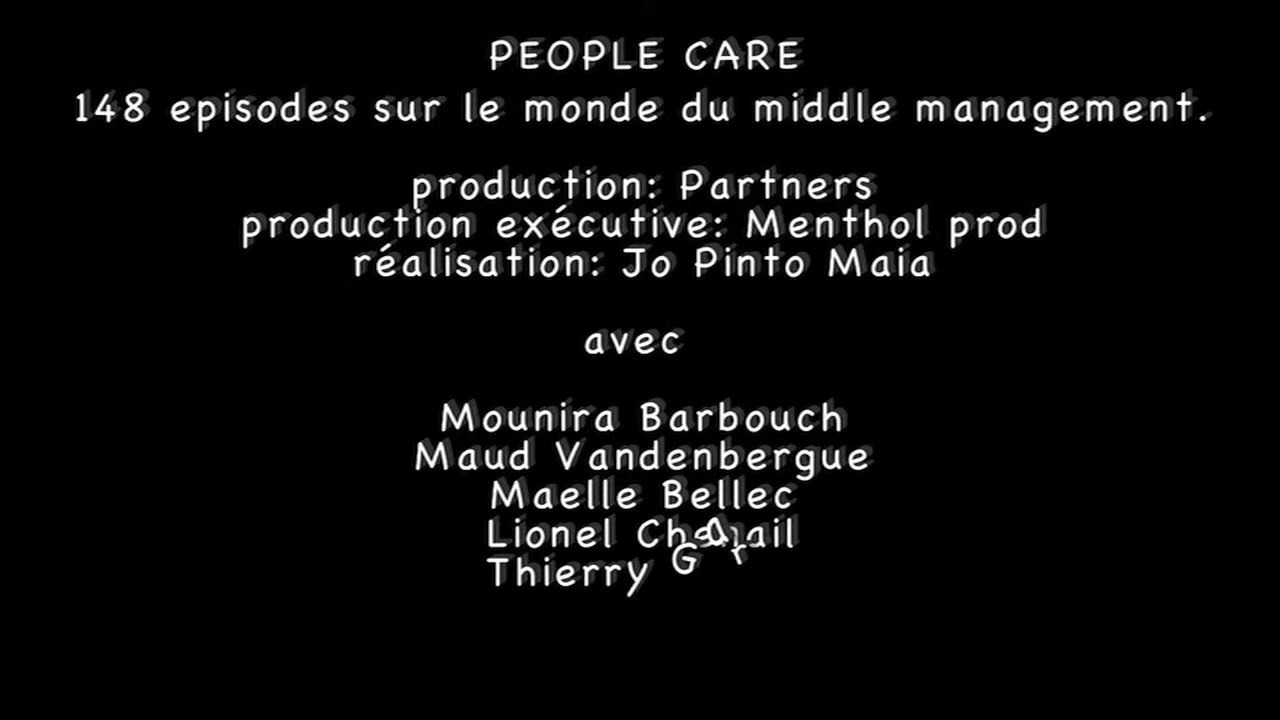 PEOPLE CARE
148 episodes sur le monde du middle management.
production: Partners
production exécutive: Menthol prod
réalisation: Jo Pinto Maia
avec
Mounira Barbouch
Maud Vandenbergue
Maelle Bellec
Lionel
Thierry